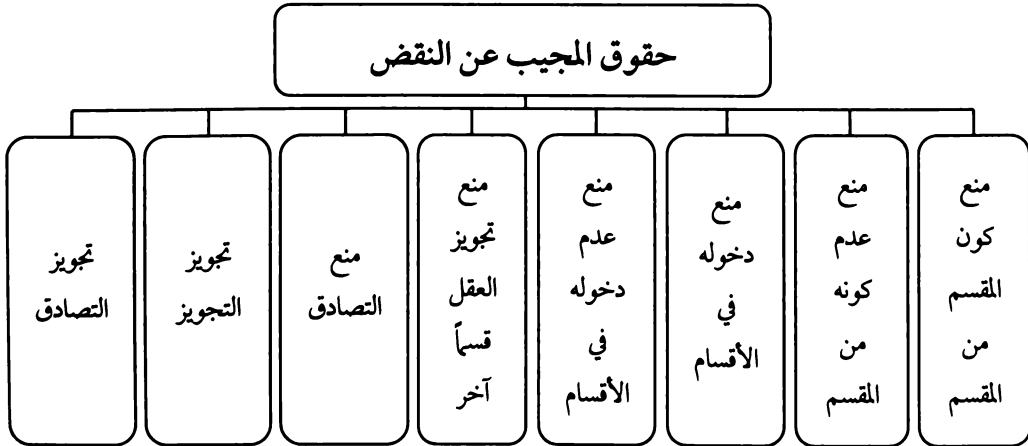 حقوق المجيب عن النقض
منع
كون
المقسم
من
المقسم
منع
عدم
كونه
من
المقسم
منع
دخوله
في
الأقسام
منع
عدم
دخوله
في
الأقسام
منع
تجويز
العقل
قسماً
آخر
منع
التصادق
تجويز
التجويز
تجويز
التصادق